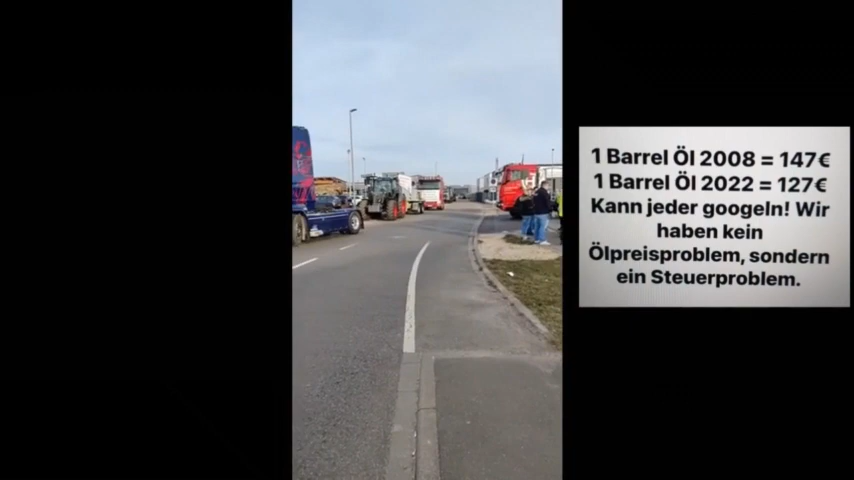 1 Barrel Öl 2008 = 147€
1 Barrel Öl 2022 = 127€
Kann jeder googeln! Wir
haben kein
Ölpreisproblem, sondern
ein Steuerproblem.